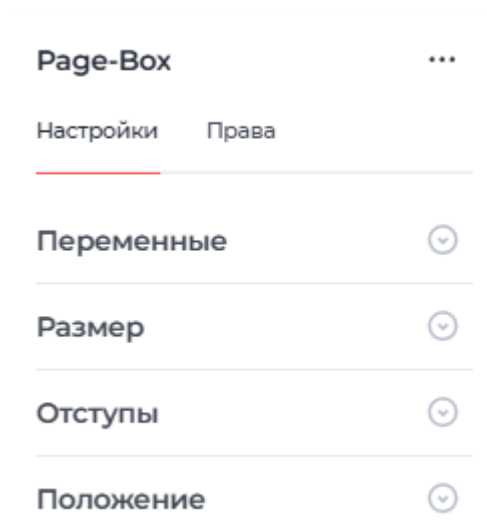 Page-Box
Настройки Права
Переменные
Размер
Отступы
Положение